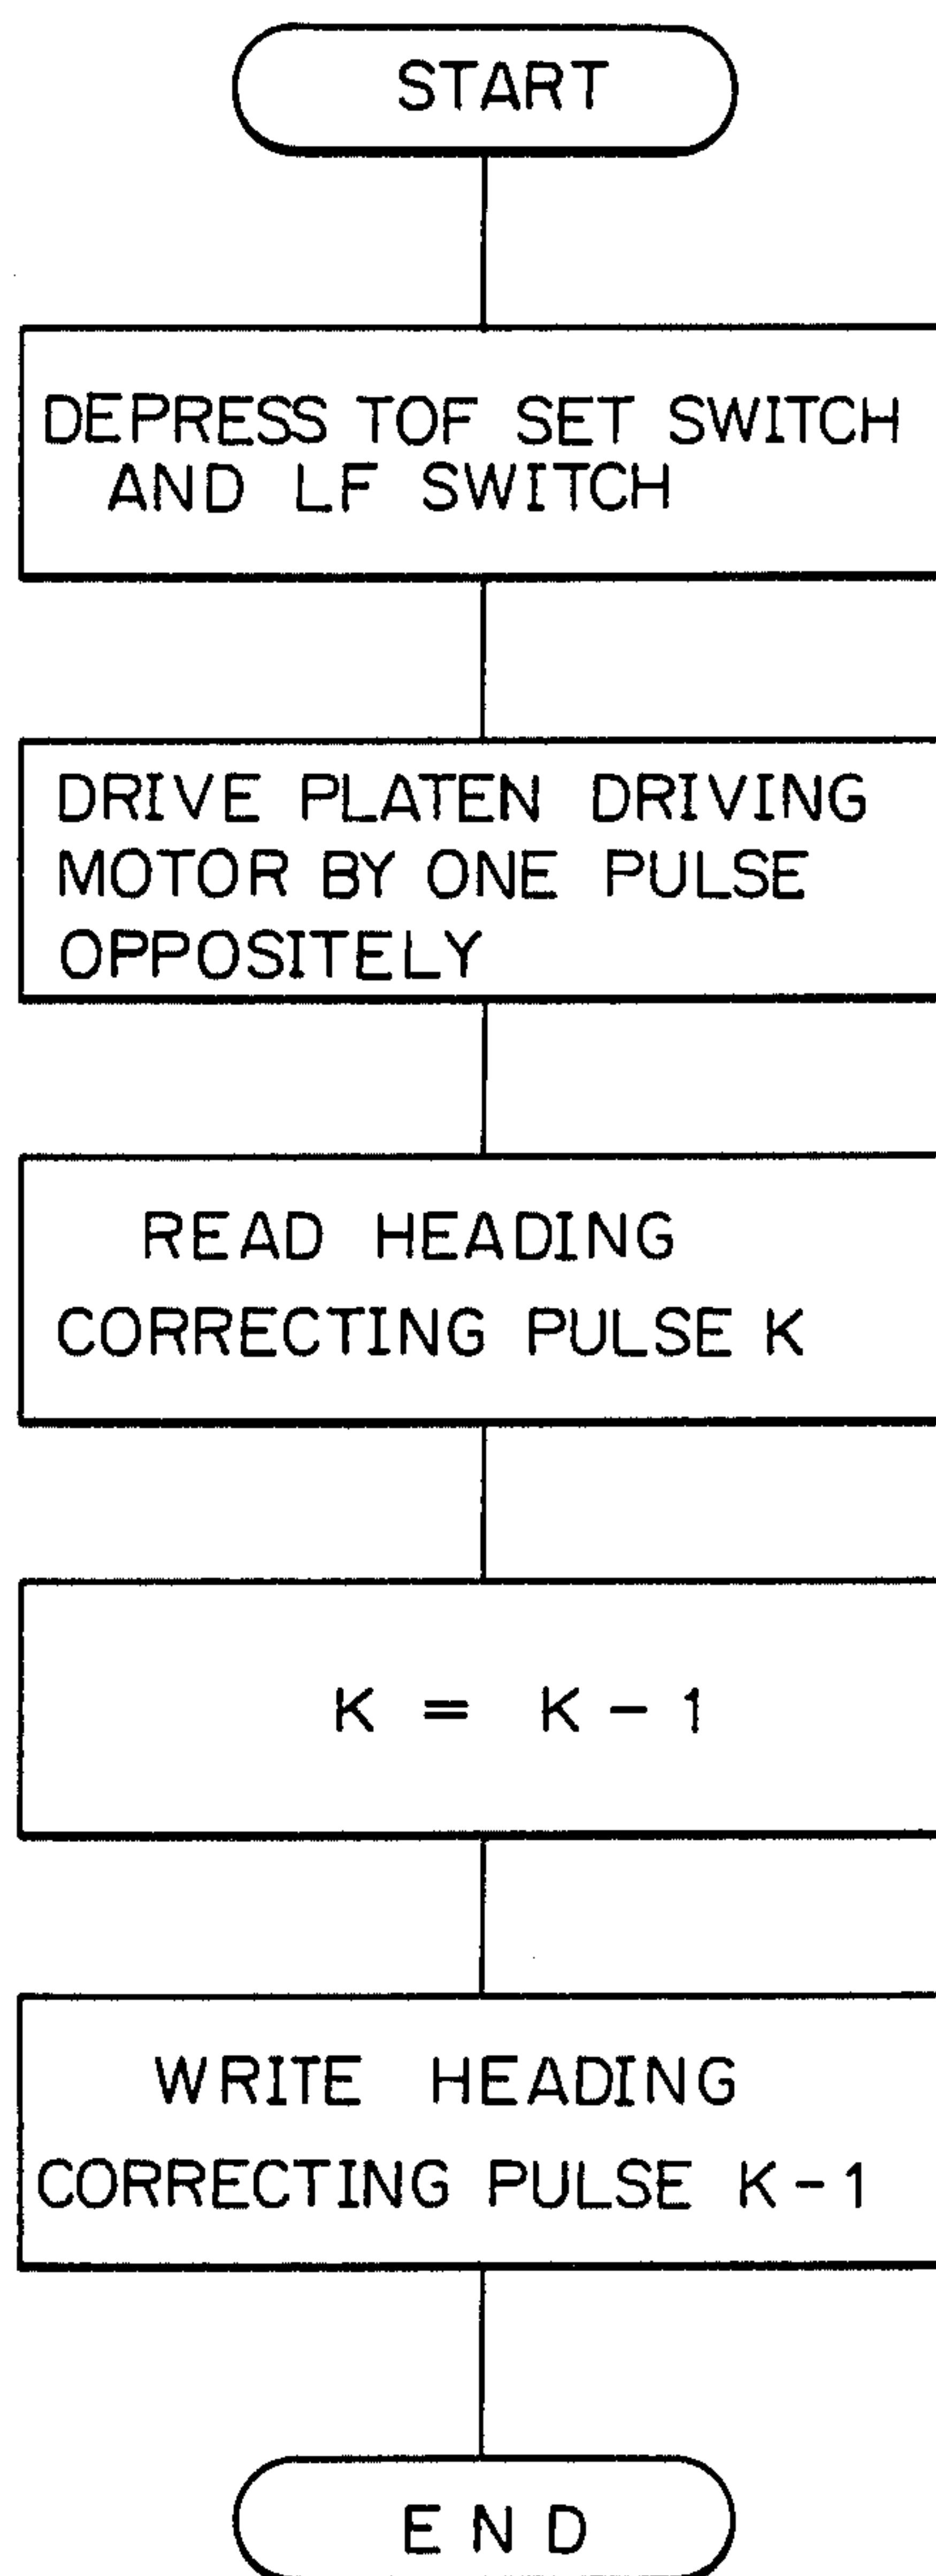 START
DEPRESS TOF SET SWITCH
AND LF SWITCH
DRIVE PLATEN DRIVING
MOTOR BY ONE PULSE
OPPOSITELY
READ HEADING
CORRECTING PULSE K
K = K - 1
WRITE HEADING
CORRECTING PULSE K - 1
END